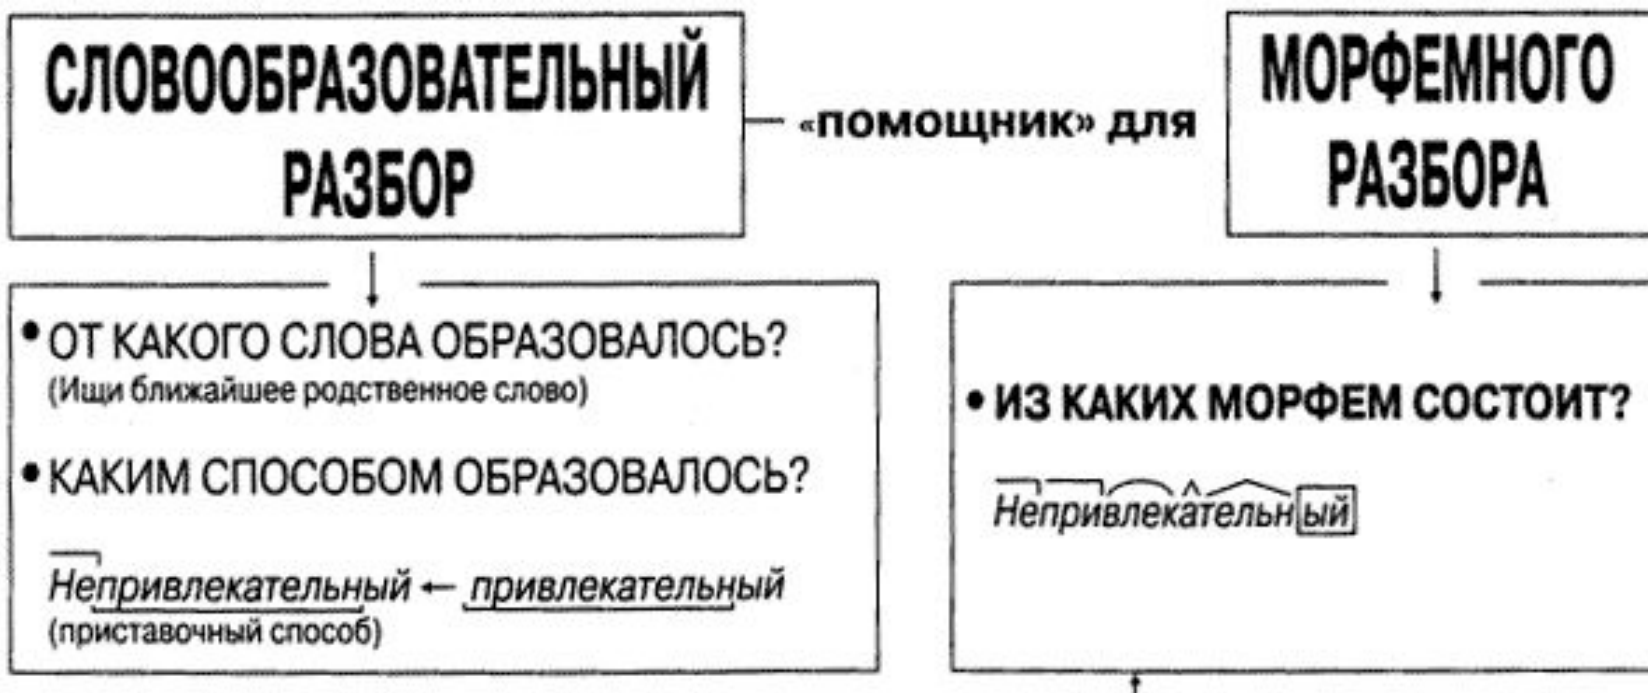 СЛОВООБРАЗОВАТЕЛЬНЫЙ
РАЗБОР
«помощник» для
МОРФЕМНОГО
РАЗБОРА
• ОТ КАКОГО СЛОВА ОБРАЗОВАЛОСЬ?
(Ищи ближайшее родственное слово)
• КАКИМ СПОСОБОМ ОБРАЗОВАЛОСЬ?
Непривлекательный ← привлекательный
(приставочный способ)
• ИЗ КАКИХ МОРФЕМ СОСТОИТ?
Непривлекательный